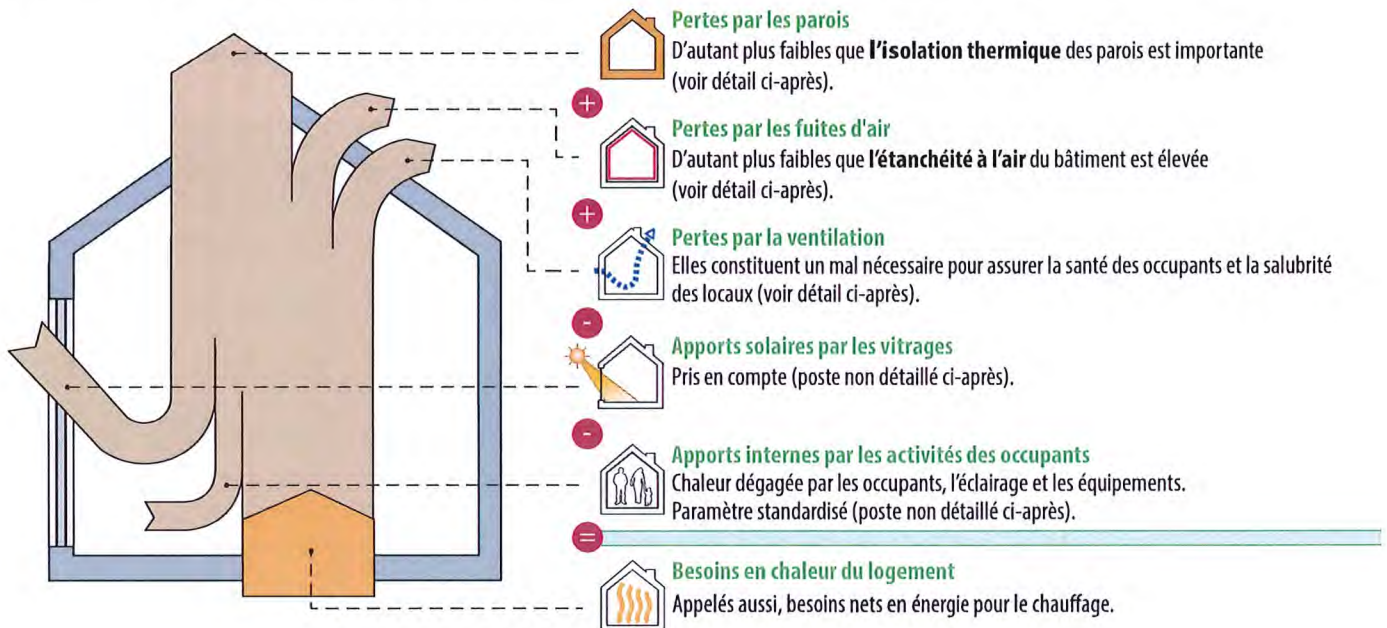 Pertes par les parois
D'autant plus faibles que l'isolation thermique des parois est importante
(voir détail ci-après).
+
Pertes par les fuites d'air
D'autant plus faibles que l'étanchéité à l'air du bâtiment est élevée
(voir détail ci-après).
+
Pertes par la ventilation
Elles constituent un mal nécessaire pour assurer la santé des occupants et la salubrité
des locaux (voir détail ci-après).
-
Apports solaires par les vitrages
Pris en compte (poste non détaillé ci-après).
-
Apports internes par les activités des occupants
Chaleur dégagée par les occupants, l'éclairage et les équipements.
Paramètre standardisé (poste non détaillé ci-après).
=
Besoins en chaleur du logement
Appelés aussi, besoins nets en énergie pour le chauffage.